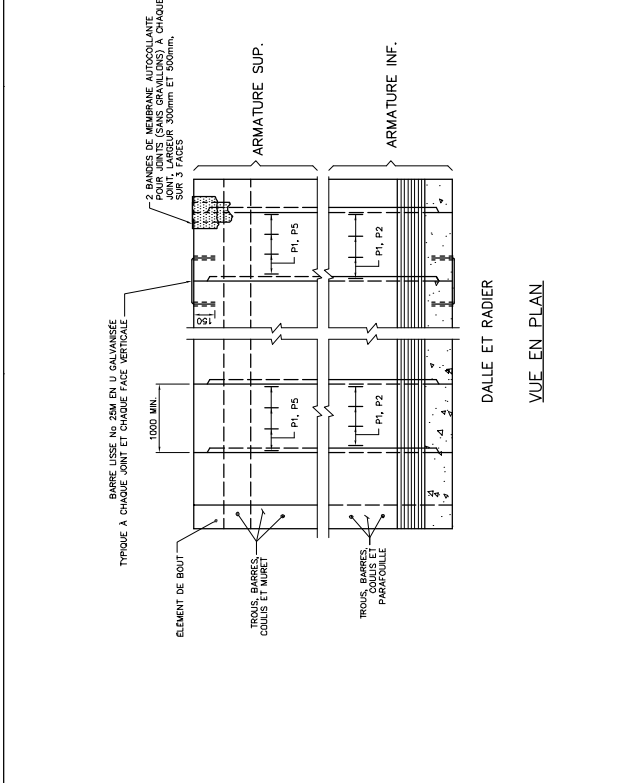 2 BANDES DE MEMBRANE AUTOCOLLANTE
POUR JOINTS (SANS GRAVILLONS) À CHAQUE
JOINT, LARGEUR 300mm ET 500mm,
SUR 3 FACES
BARRE LISSE No 25M EN U GALVANISÉE
TYPIQUE À CHAQUE JOINT ET CHAQUE FACE VERTICALE
1000 MIN.
150
ÉLÉMENT DE BOUT
TROUS, BARRES,
COULIS ET MURET
TROUS, BARRES,
COULIS ET
PARAFOUILLE
P1, P5
P1, P2
P1, P5
P1, P2
ARMATURE SUP.
ARMATURE INF.
DALLE ET RADIER
VUE EN PLAN